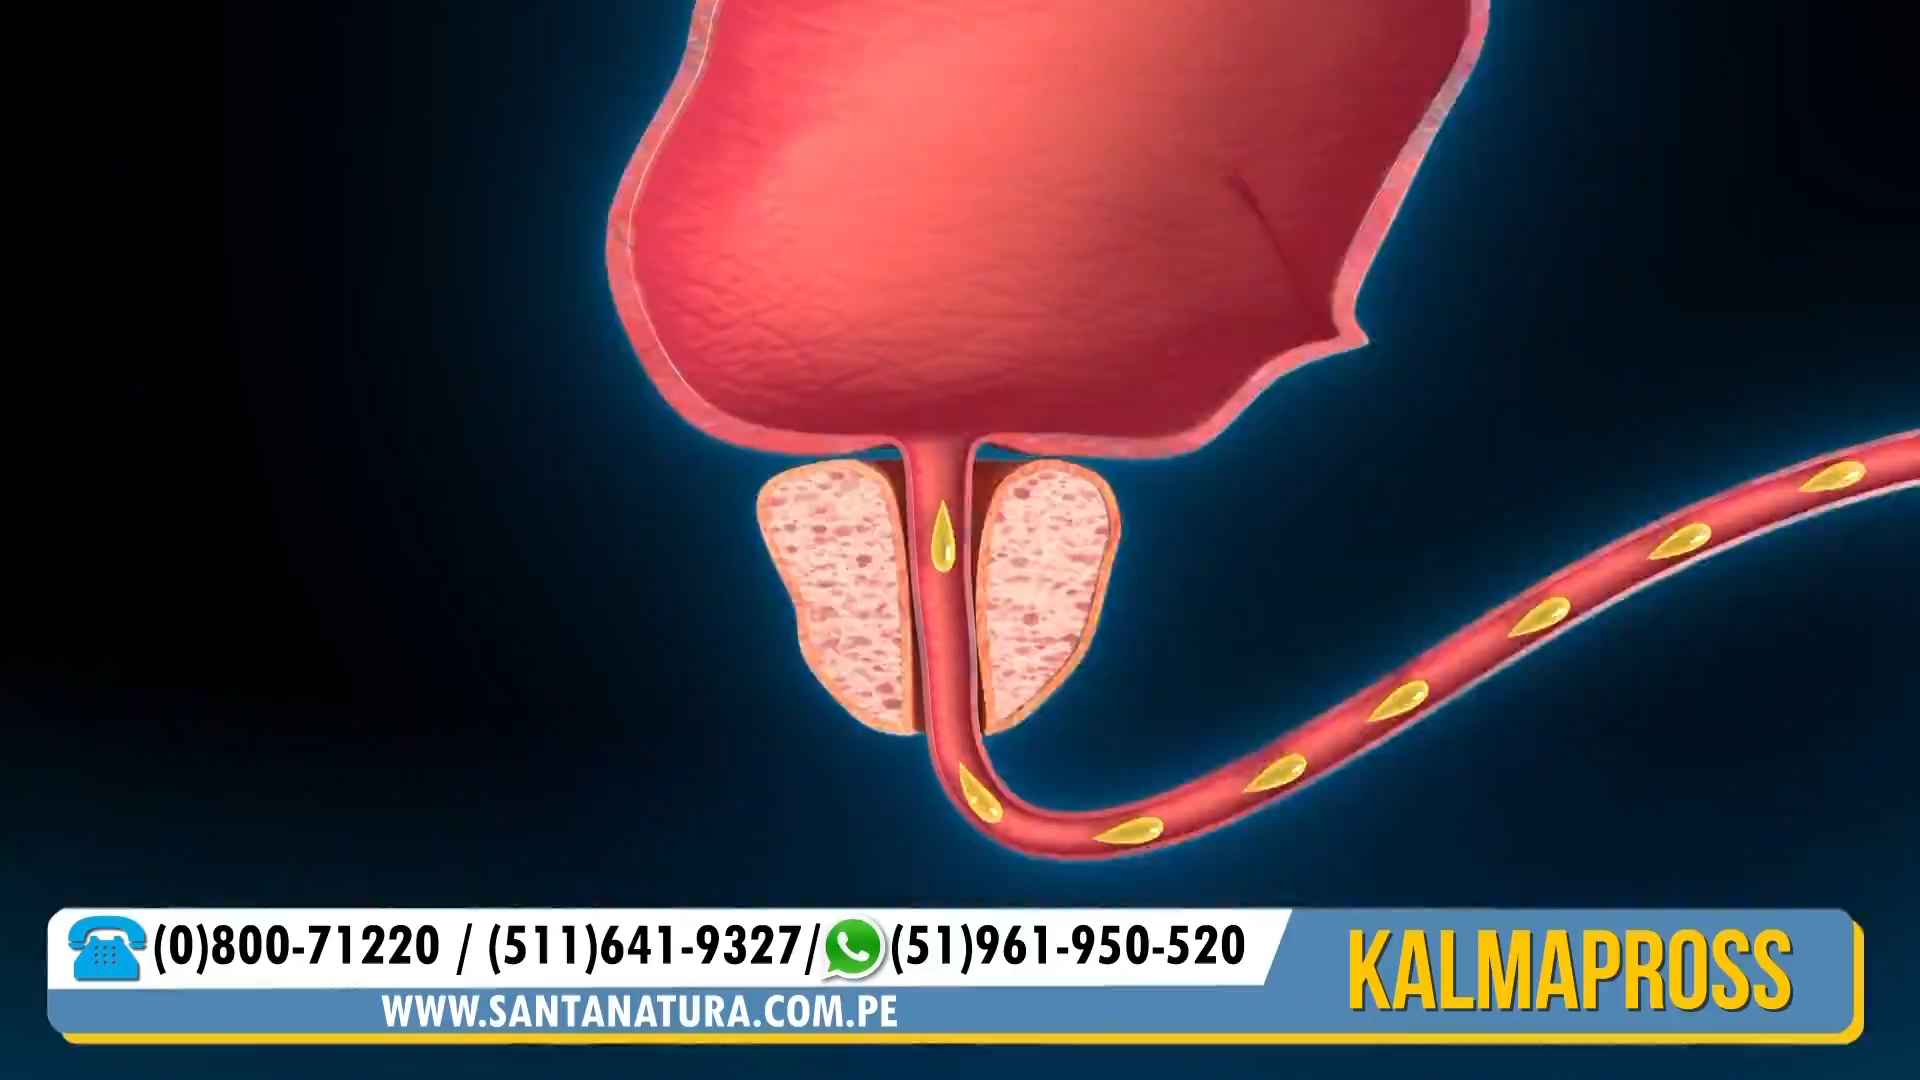 (0)800-71220 / (511)641-9327/ (51)961-950-520
WWW.SANTANATURA.COM.PE
KALMAPROSS